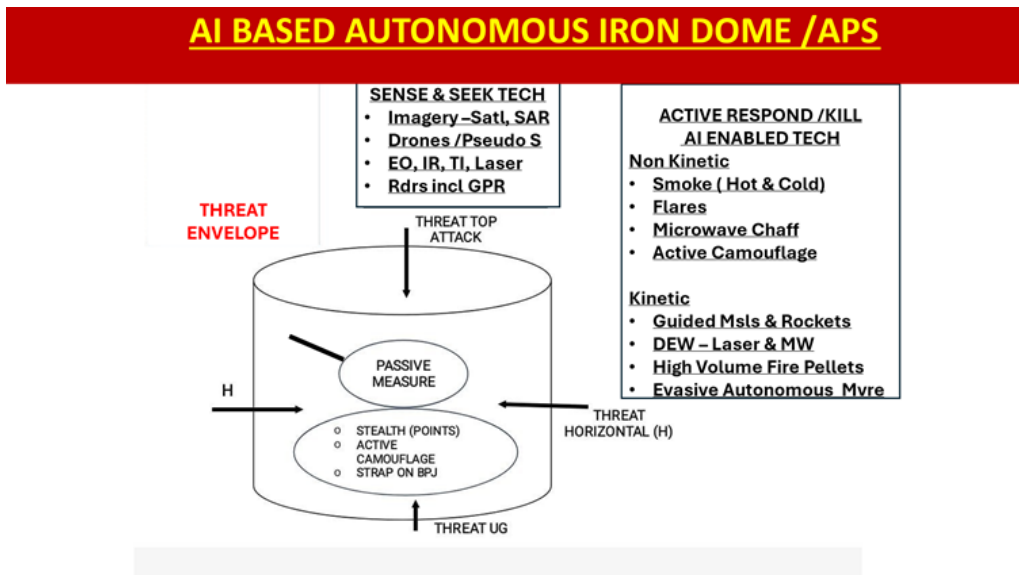 AI BASED AUTONOMOUS IRON DOME /APS
SENSE & SEEK TECH
• Imagery –Satl, SAR
• Drones /Pseudo S
• EO, IR, TI, Laser
• Rdrs incl GPR
ACTIVE RESPOND /KILL
AI ENABLED TECH
Non Kinetic
• Smoke ( Hot & Cold)
• Flares
• Microwave Chaff
• Active Camouflage
Kinetic
• Guided Msls & Rockets
• DEW – Laser & MW
• High Volume Fire Pellets
• Evasive Autonomous Mvre
THREAT
ENVELOPE
THREAT TOP
ATTACK
PASSIVE
MEASURE
H
THREAT
HORIZONTAL (H)
o STEALTH (POINTS)
o ACTIVE
CAMOUFLAGE
o STRAP ON BPJ
THREAT UG